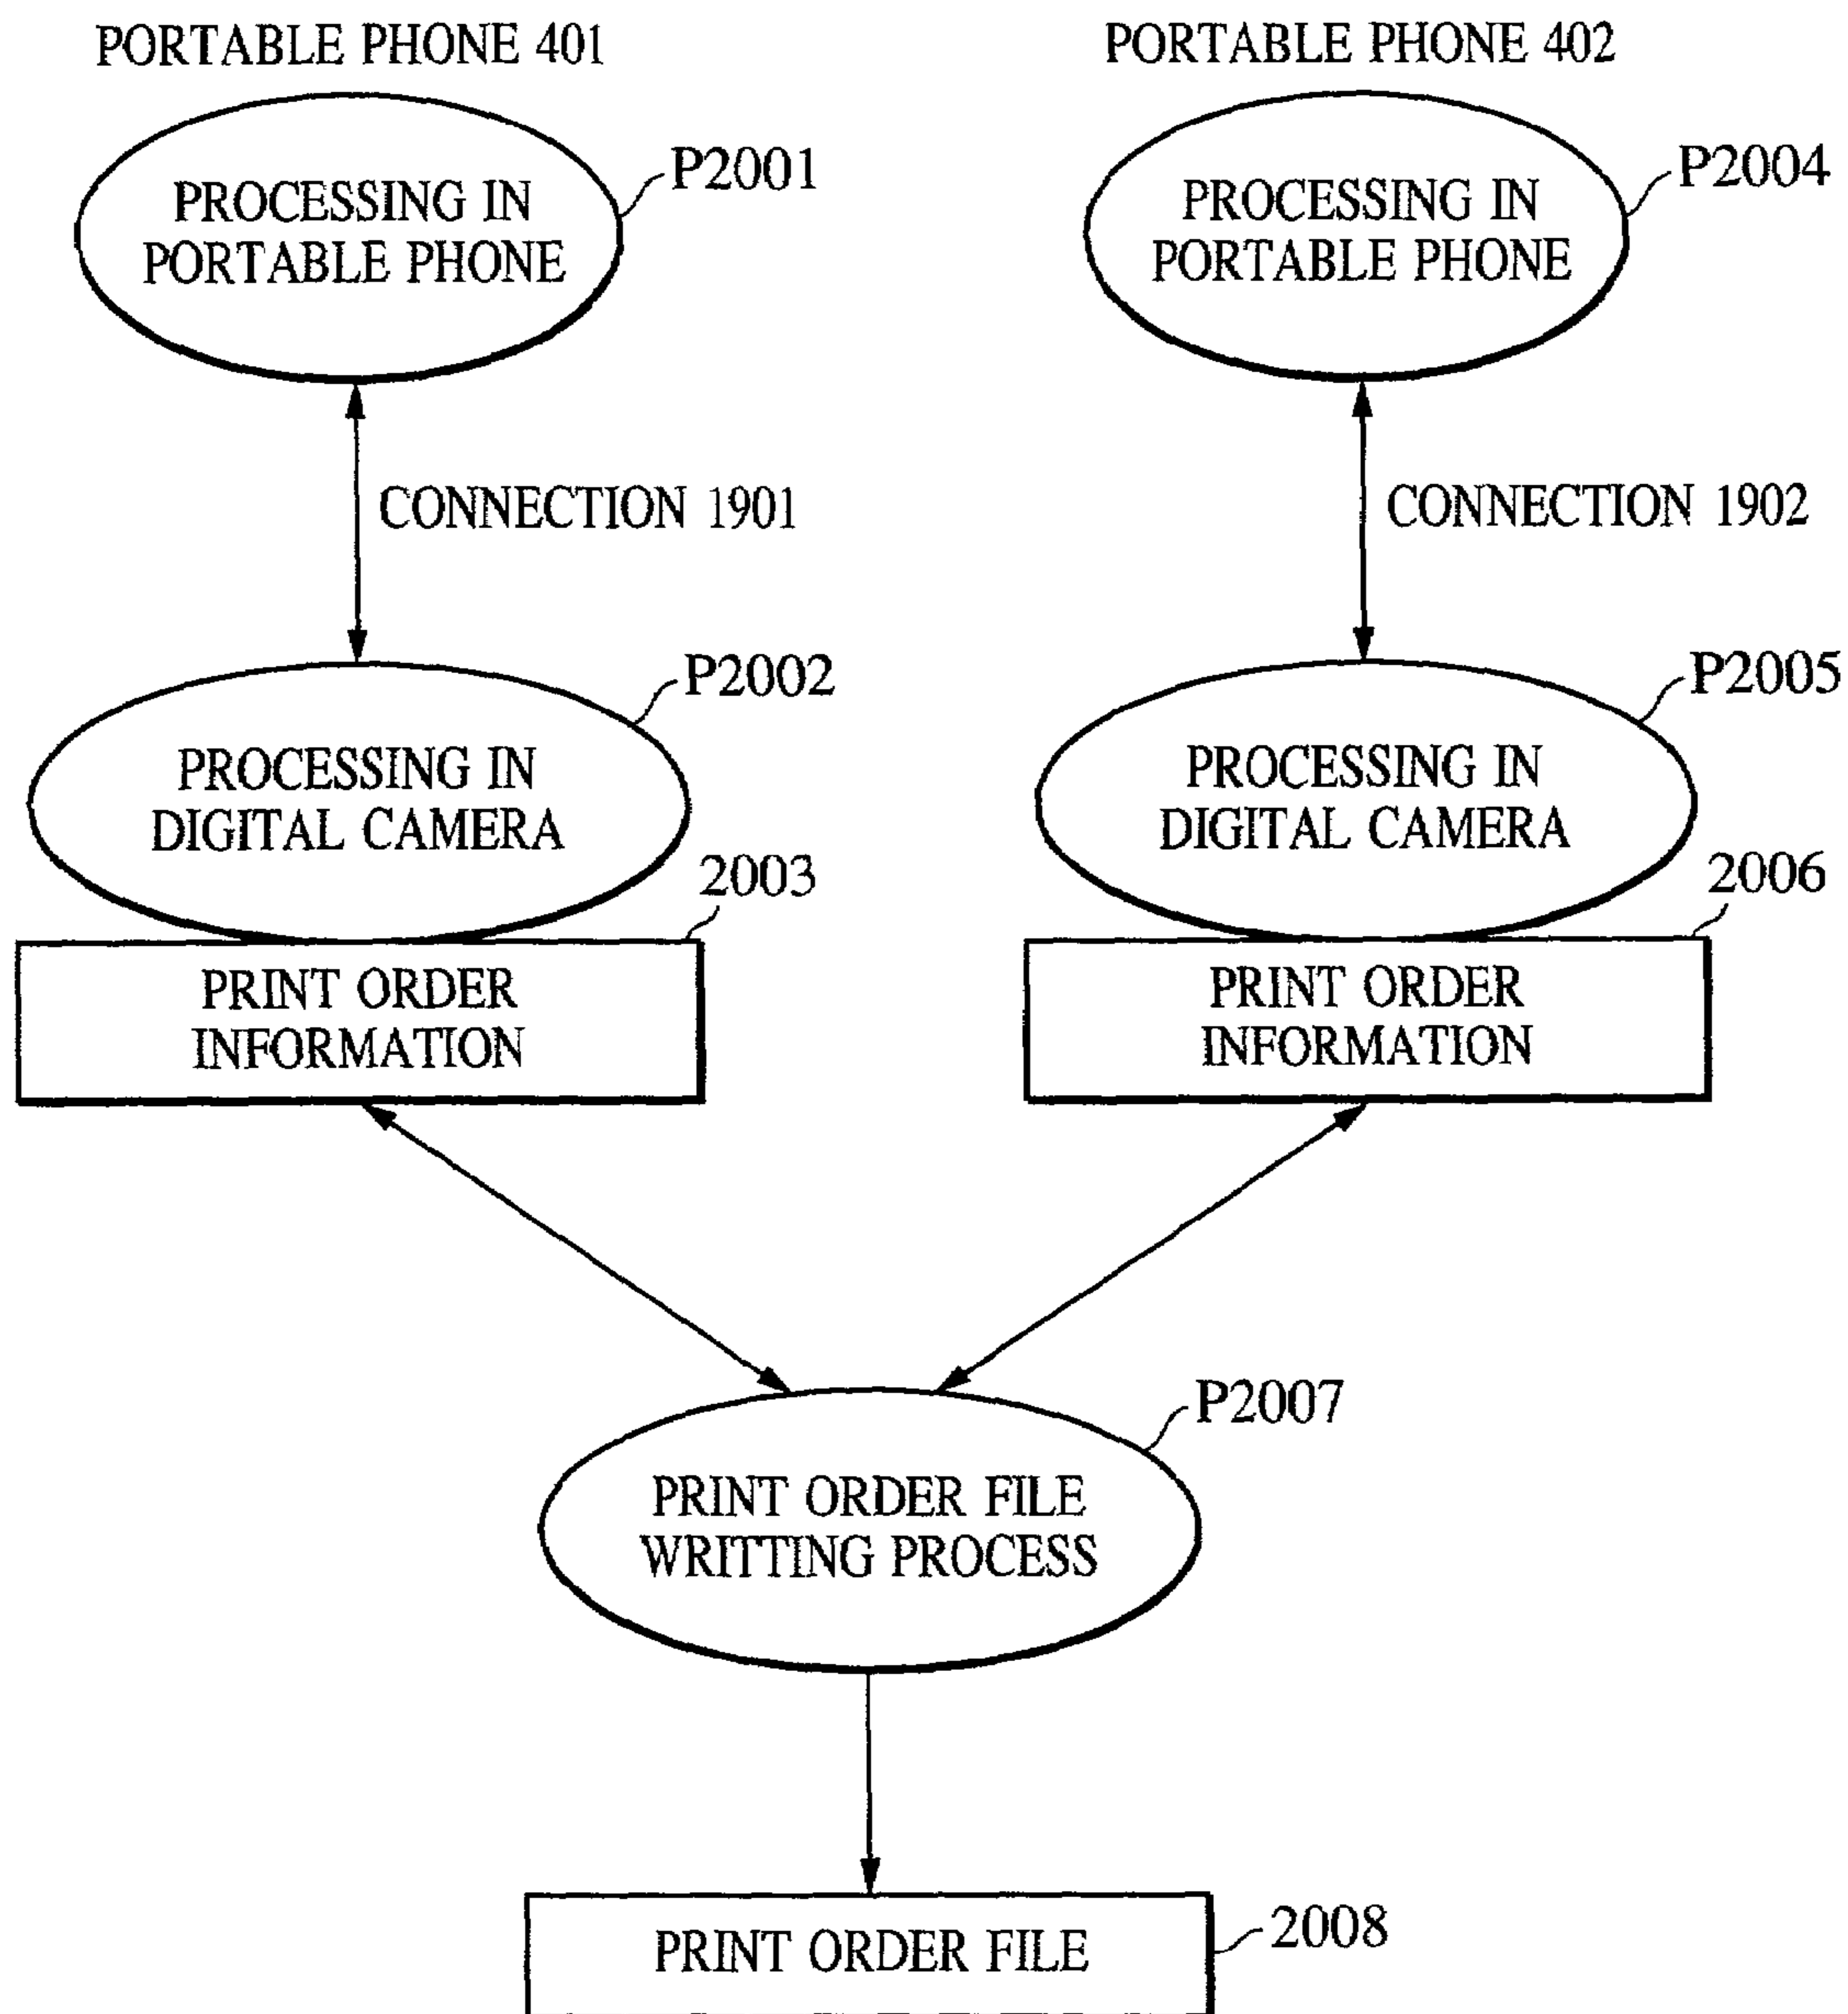 PORTABLE PHONE 401
PORTABLE PHONE 402
PROCESSING IN
PORTABLE PHONE
P2001
PROCESSING IN
PORTABLE PHONE
P2004
CONNECTION 1901
CONNECTION 1902
PROCESSING IN
DIGITAL CAMERA
P2002
PROCESSING IN
DIGITAL CAMERA
P2005
2003
PRINT ORDER
INFORMATION
2006
PRINT ORDER
INFORMATION
P2007
PRINT ORDER FILE
WRITTING PROCESS
PRINT ORDER FILE
2008